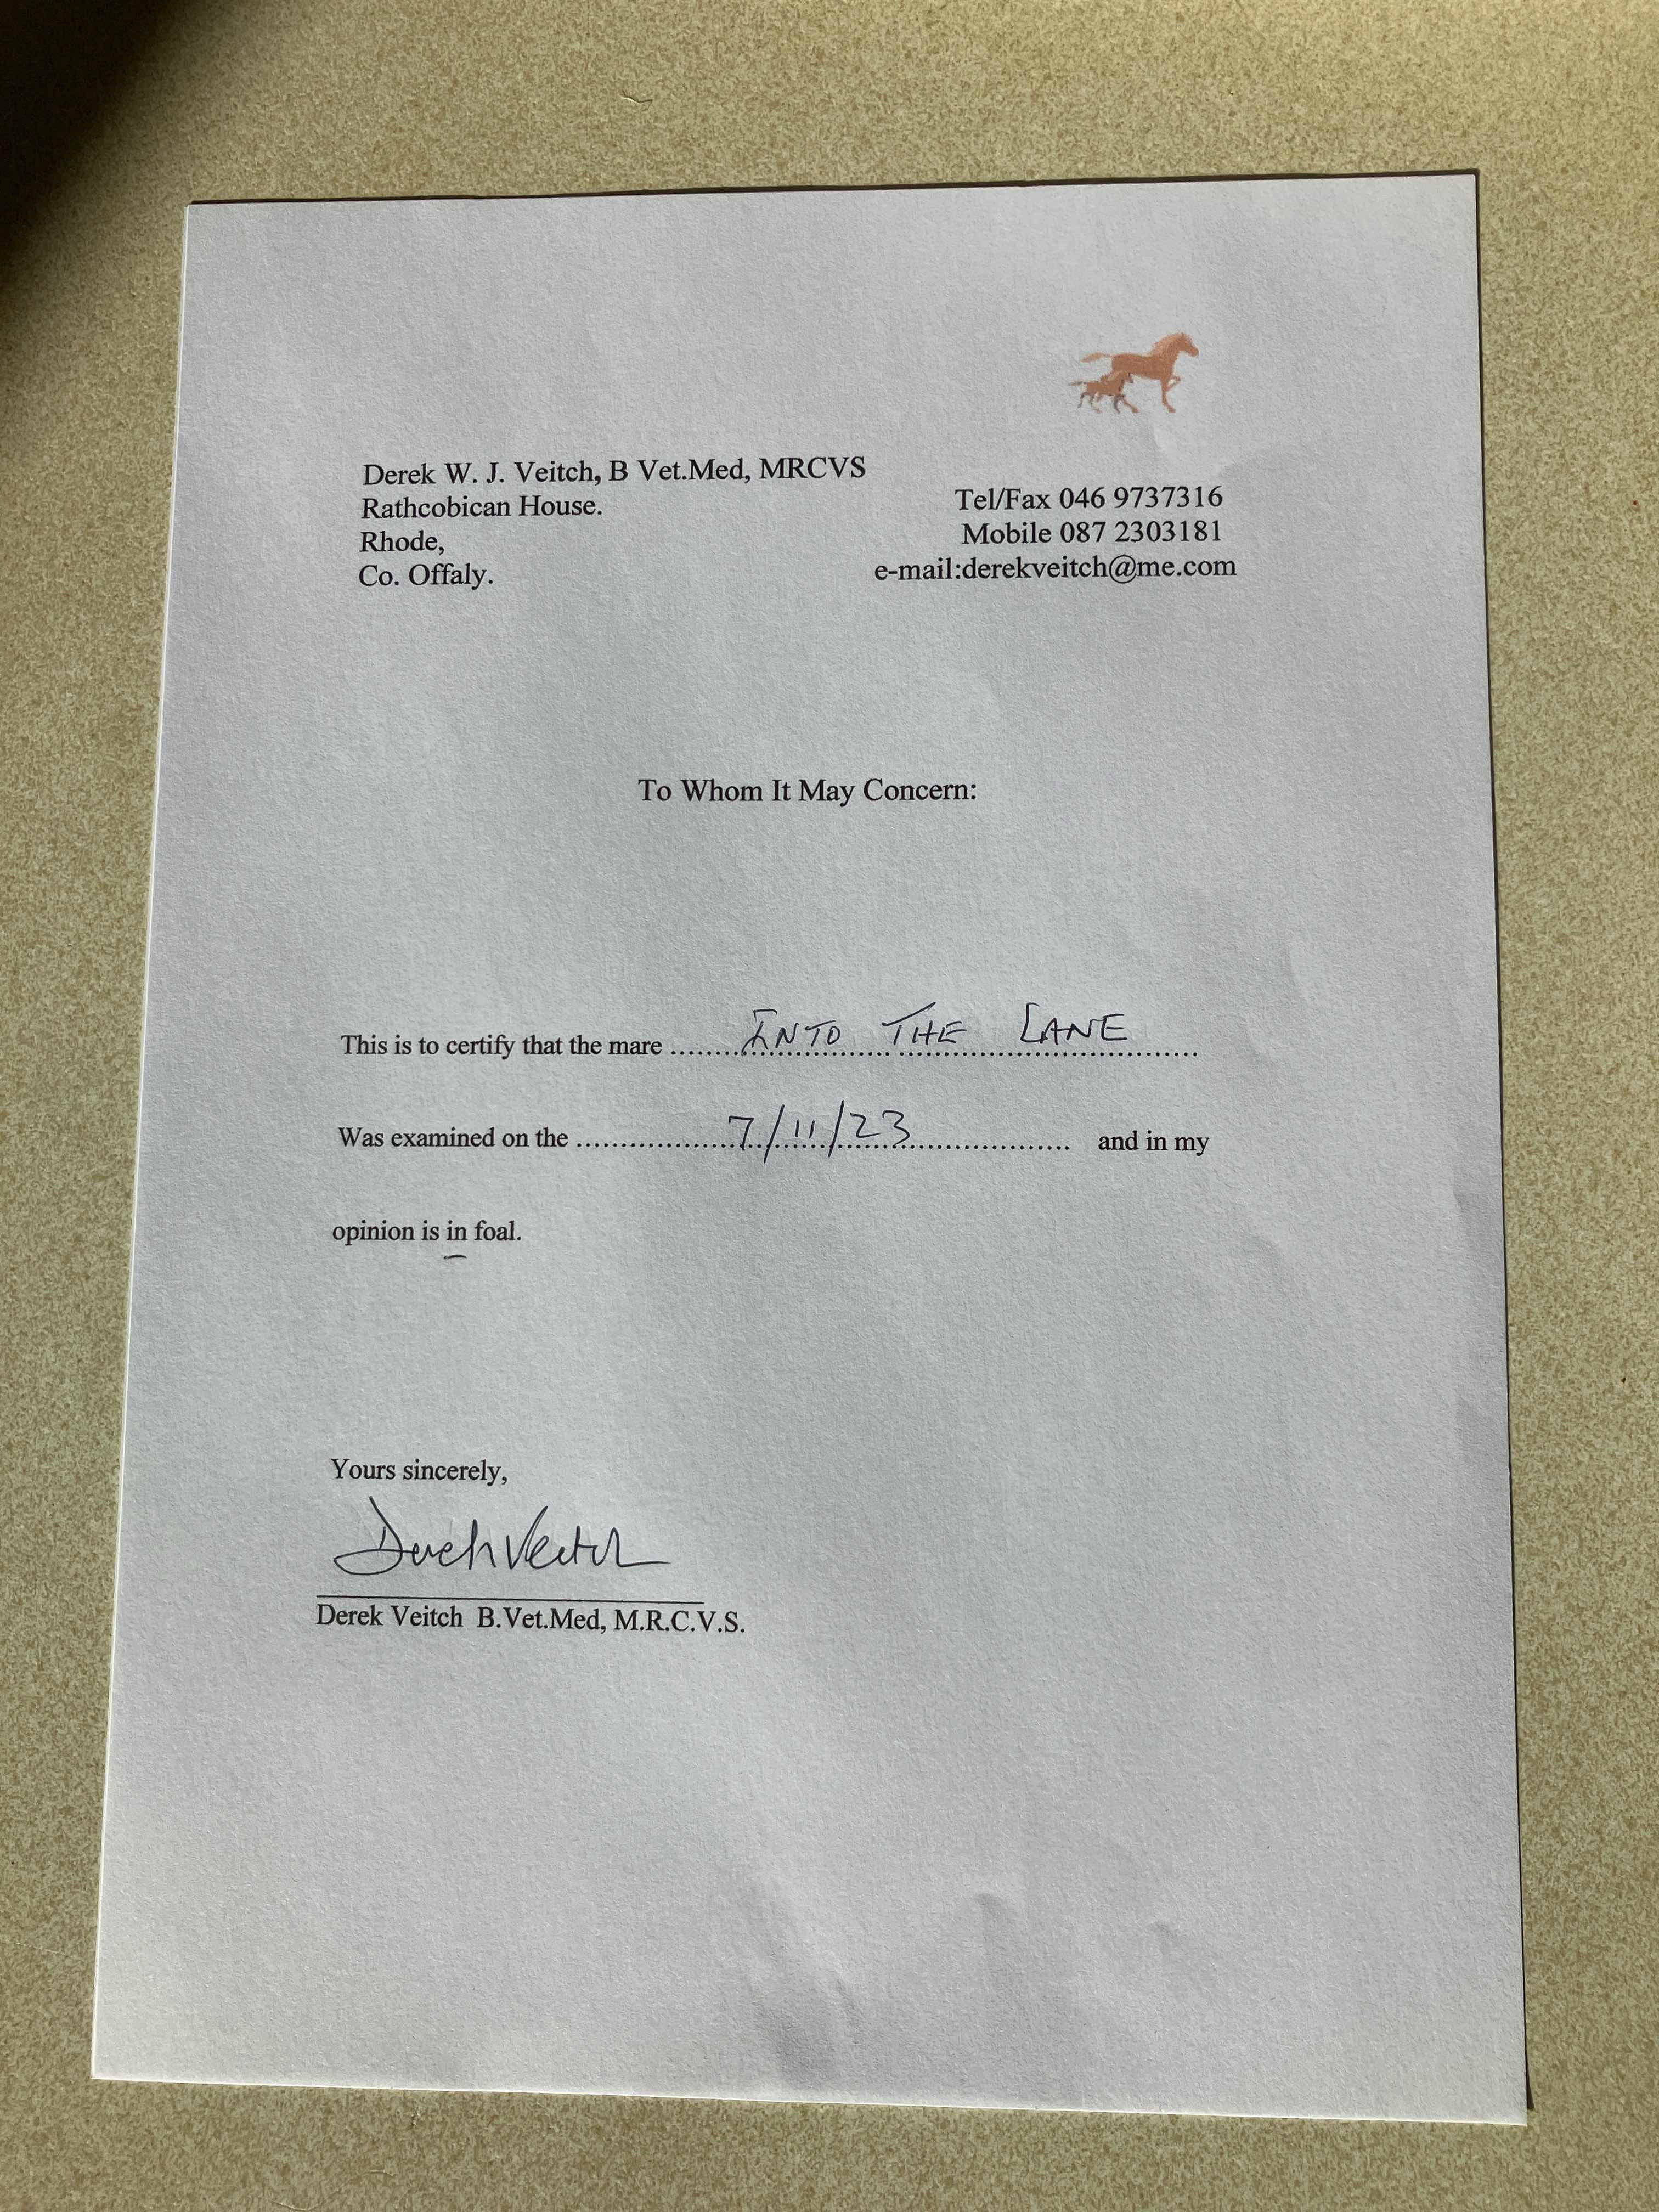 Derek W. J. Veitch, B Vet.Med, MRCVS
Rathcobican House.
Rhode,
Co. Offaly.
Tel/Fax 046 9737316
Mobile 087 2303181
e-mail:derekveitch@me.com
To Whom It May Concern:
This is to certify that the mare ........INTO THE LANE........
Was examined on the ........7/11/23........ and in my
opinion is in foal.
Yours sincerely,
Derek Veitch
Derek Veitch B.Vet.Med, M.R.C.V.S.